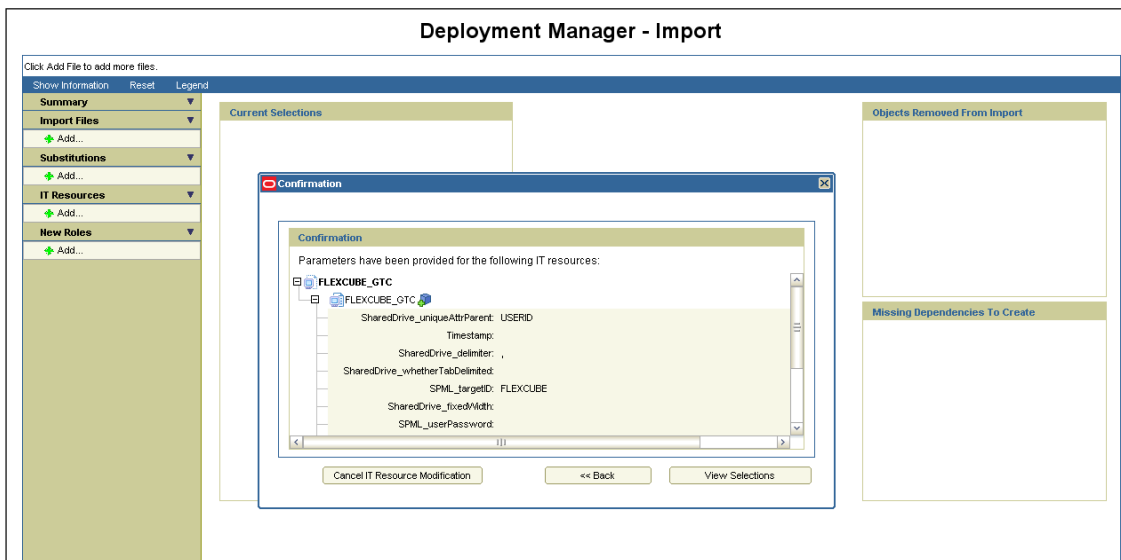 Deployment Manager - Import
Click Add File to add more files.
Show Information Reset Legend
Summary
Import Files
Add...
Substitutions
Add...
IT Resources
Add...
New Roles
Add...
Current Selections
Objects Removed From Import
Missing Dependencies To Create
Confirmation
Confirmation
Parameters have been provided for the following IT resources:
FLEXCUBE_GTC
FLEXCUBE_GTC
SharedDrive_uniqueAttrParent: USERID
Timestamp:
SharedDrive_delimiter: ,
SharedDrive_whetherTabDelimited:
SPML_targetID: FLEXCUBE
SharedDrive_fixedWidth:
SPML_userPassword:
Cancel IT Resource Modification << Back View Selections